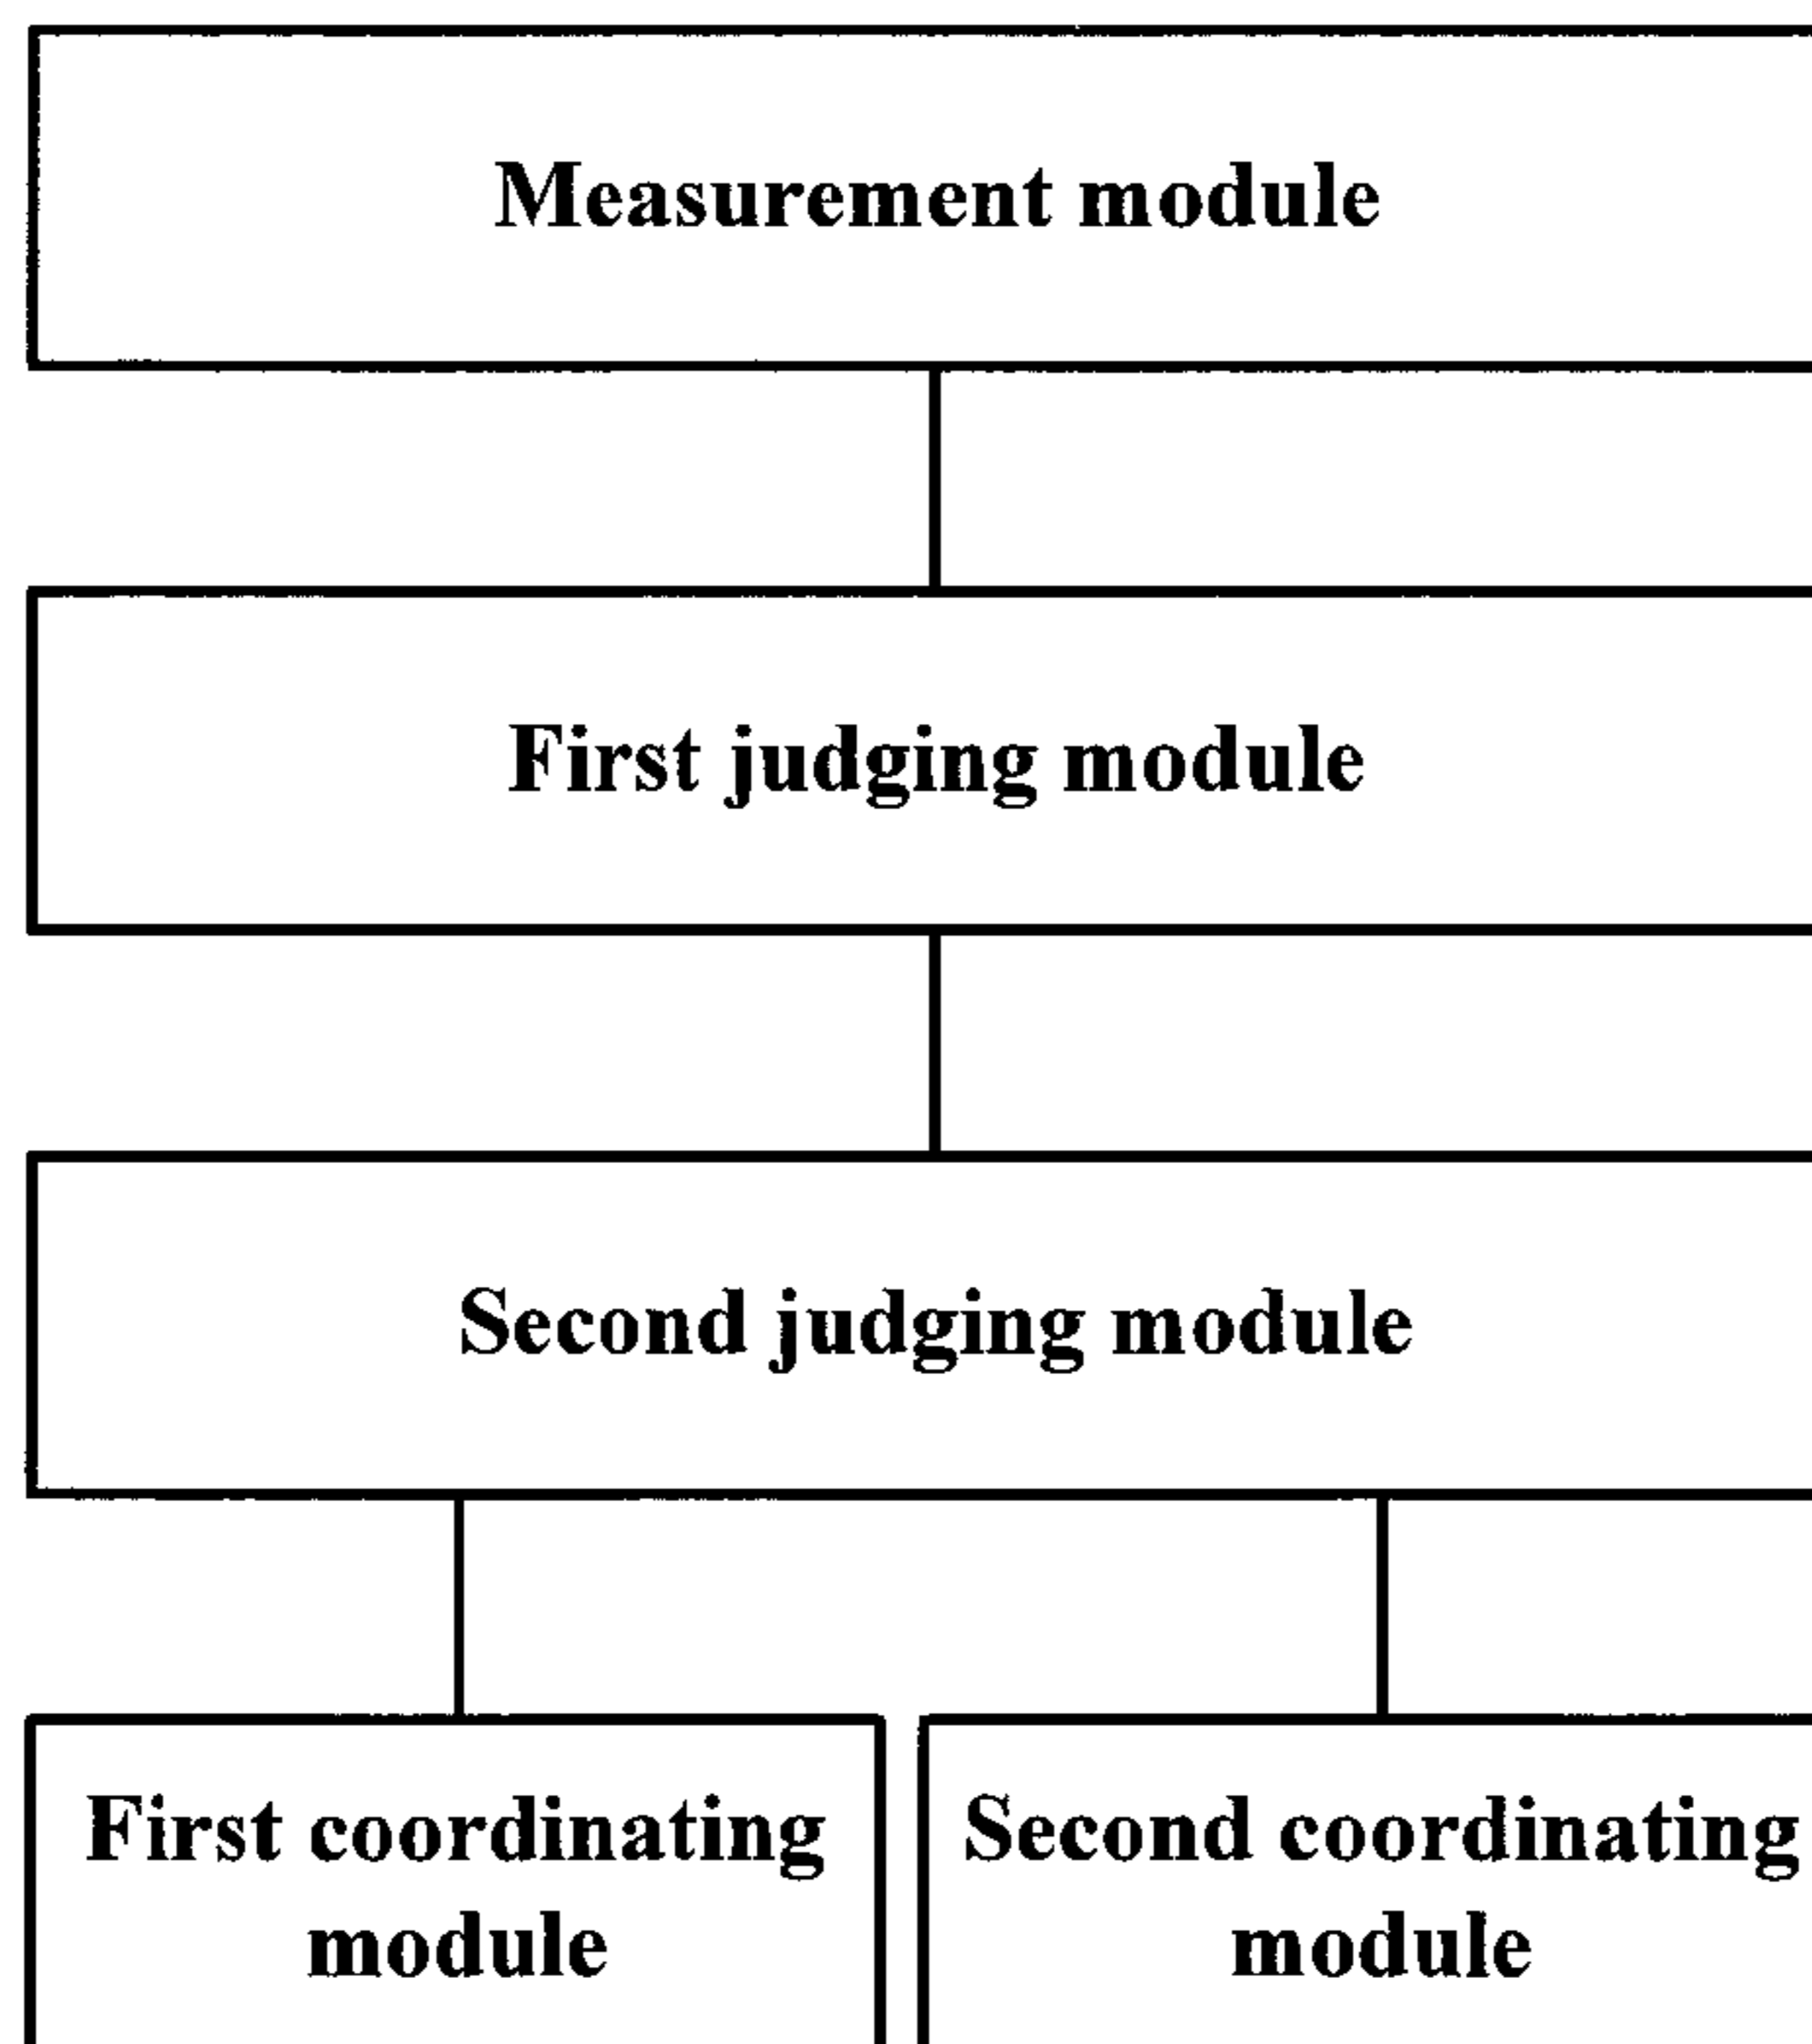 Measurement module
First judging module
Second judging module
First coordinating
module
Second coordinating
module